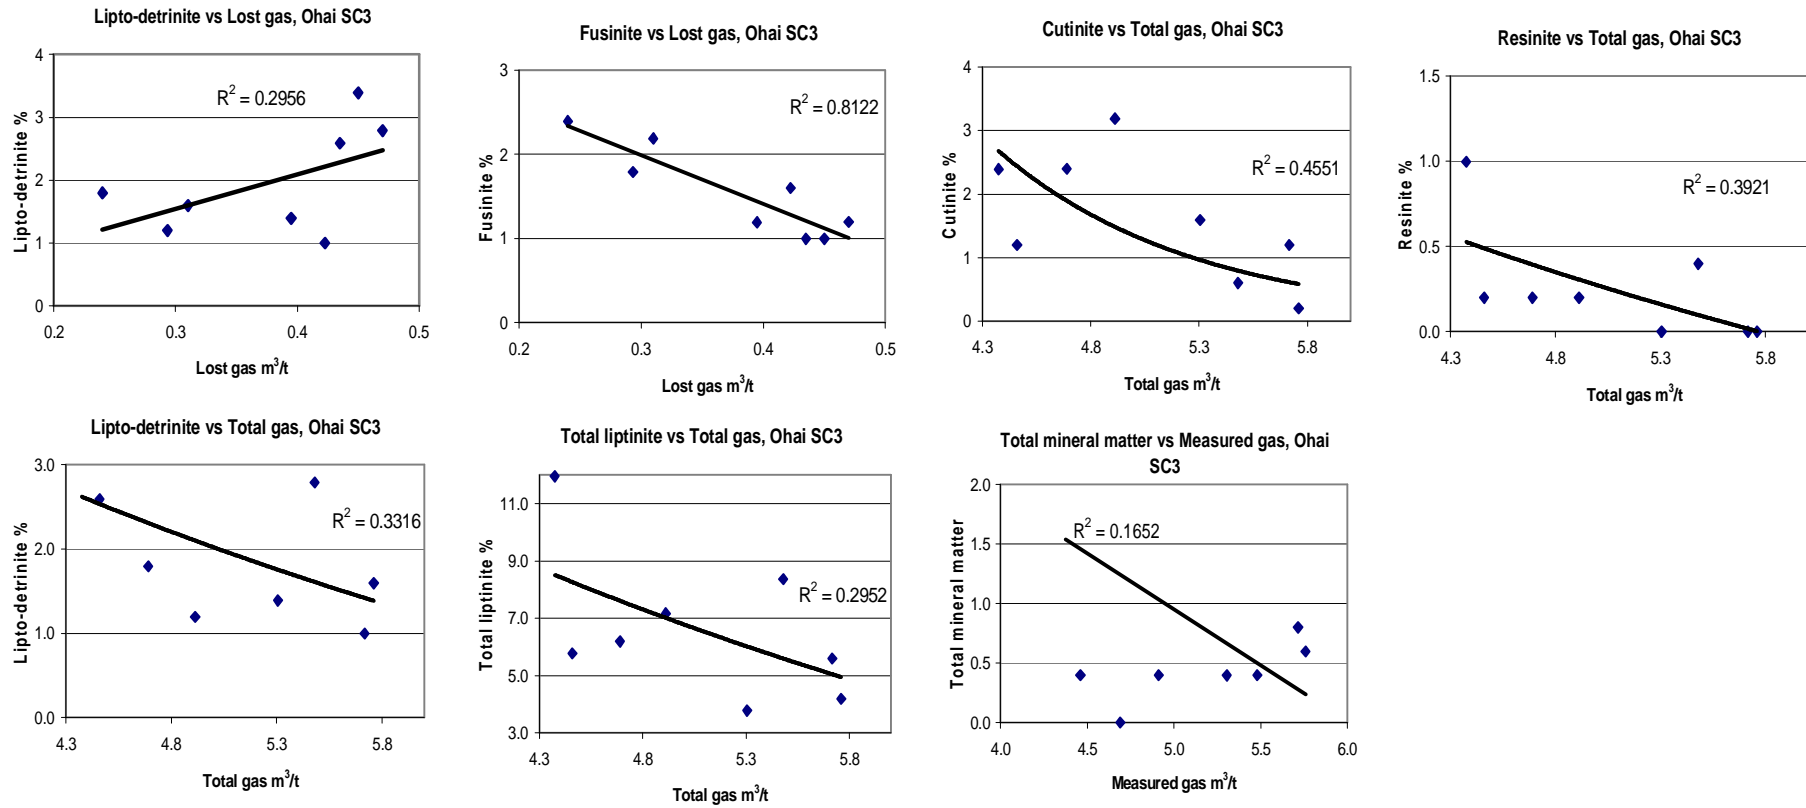 Lipto-detrinite vs Lost gas, Ohai SC3
4
3
2
1
0
Lipto-detrinite %
R² = 0.2956
0.2 0.3 0.4 0.5
Lost gas m³/t
Fusinite vs Lost gas, Ohai SC3
3
2
1
0
Fusinite %
R² = 0.8122
0.2 0.3 0.4 0.5
Lost gas m³/t
Cutinite vs Total gas, Ohai SC3
4
3
2
1
0
Cutinite %
R² = 0.4551
4.3 4.8 5.3 5.8
Total gas m³/t
Resinite vs Total gas, Ohai SC3
1.5
1.0
0.5
0.0
Resinite %
R² = 0.3921
4.3 4.8 5.3 5.8
Total gas m³/t
Lipto-detrinite vs Total gas, Ohai SC3
3.0
2.0
1.0
0.0
Lipto-detrinite %
R² = 0.3316
4.3 4.8 5.3 5.8
Total gas m³/t
Total liptinite vs Total gas, Ohai SC3
11.0
9.0
7.0
5.0
3.0
Total liptinite %
R² = 0.2952
4.3 4.8 5.3 5.8
Total gas m³/t
Total mineral matter vs Measured gas, Ohai
SC3
2.0
1.5
1.0
0.5
0.0
Total mineral matter
R² = 0.1652
4.0 4.5 5.0 5.5 6.0
Measured gas m³/t